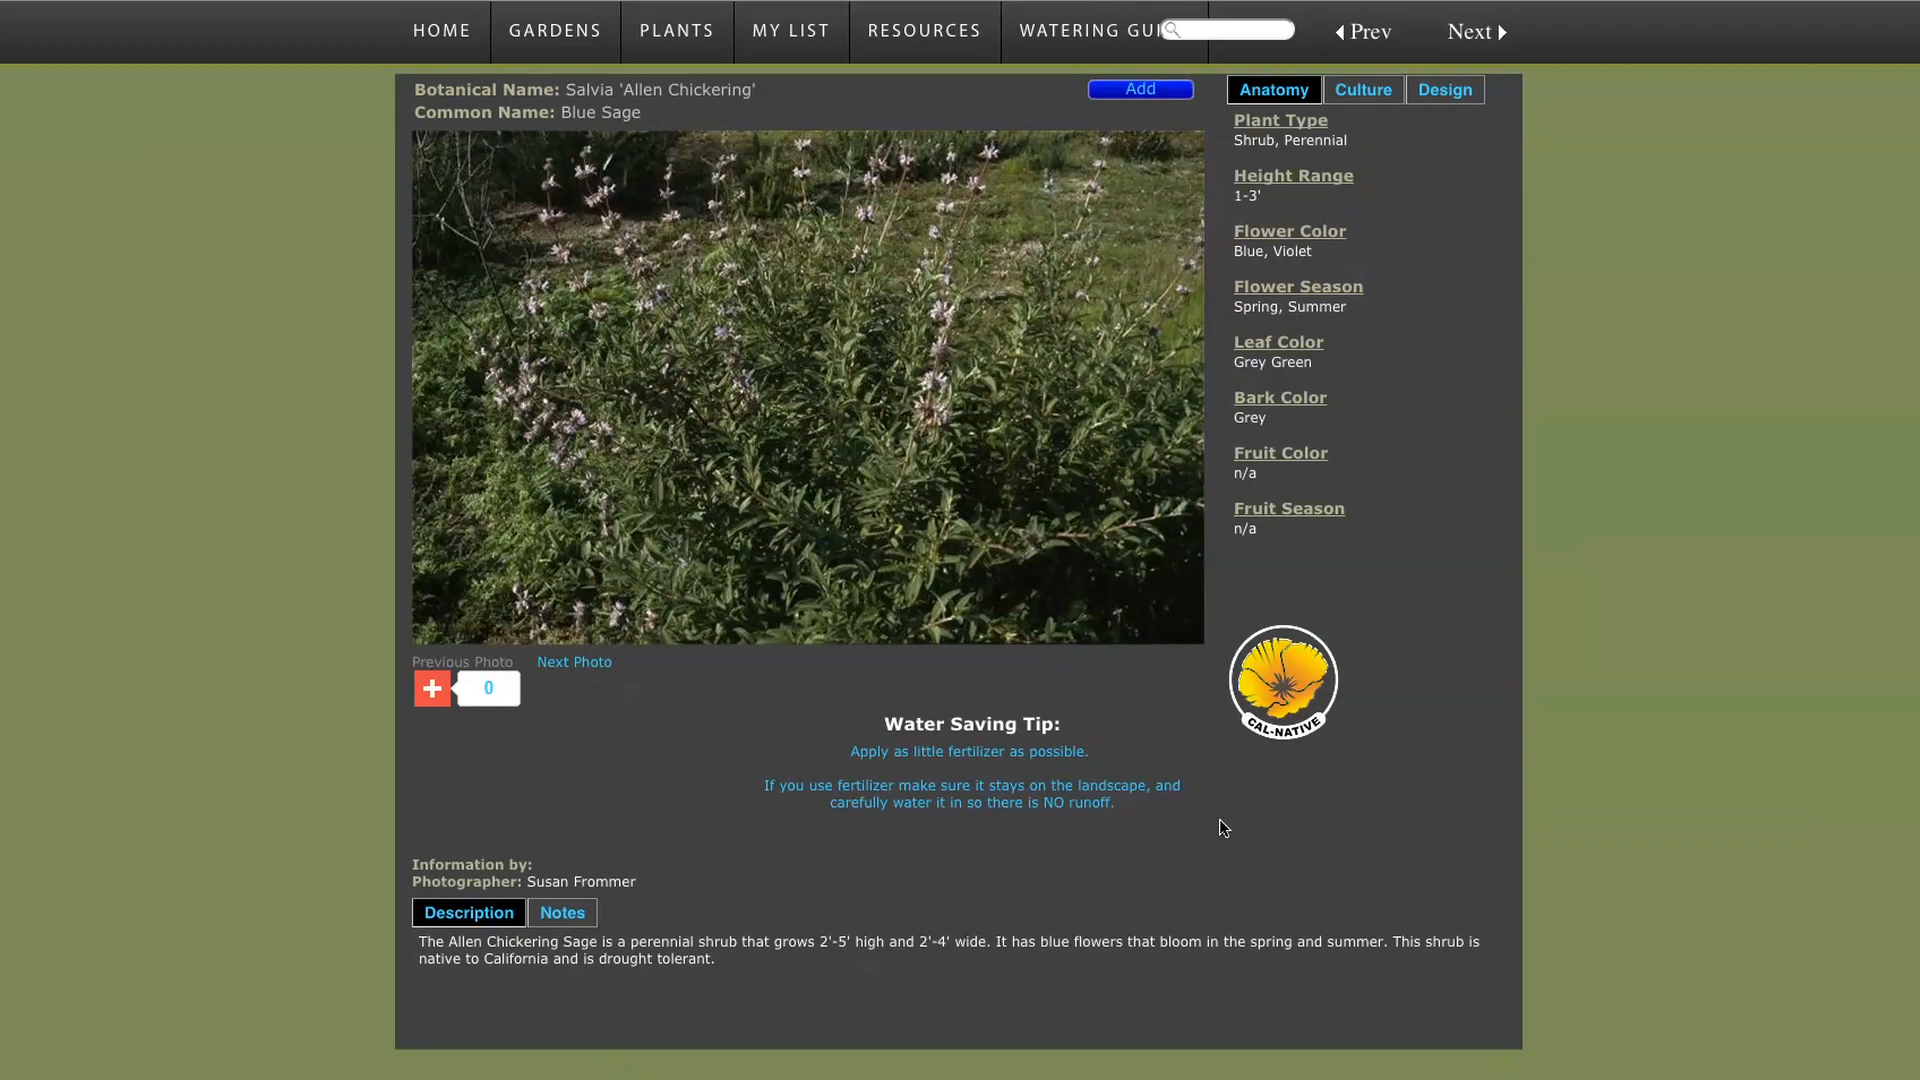 HOME
GARDENS
PLANTS
MY LIST
RESOURCES
WATERING GUI
Prev
Next
Botanical Name: Salvia 'Allen Chickering'
Common Name: Blue Sage
Add
Anatomy
Culture
Design
Plant Type
Shrub, Perennial
Height Range
1-3'
Flower Color
Blue, Violet
Flower Season
Spring, Summer
Leaf Color
Grey Green
Bark Color
Grey
Fruit Color
n/a
Fruit Season
n/a
CAL-NATIVE
Previous Photo
Next Photo
+
0
Water Saving Tip:
Apply as little fertilizer as possible.
If you use fertilizer make sure it stays on the landscape, and
carefully water it in so there is NO runoff.
Information by:
Photographer: Susan Frommer
Description
Notes
The Allen Chickering Sage is a perennial shrub that grows 2'-5' high and 2'-4' wide. It has blue flowers that bloom in the spring and summer. This shrub is
native to California and is drought tolerant.